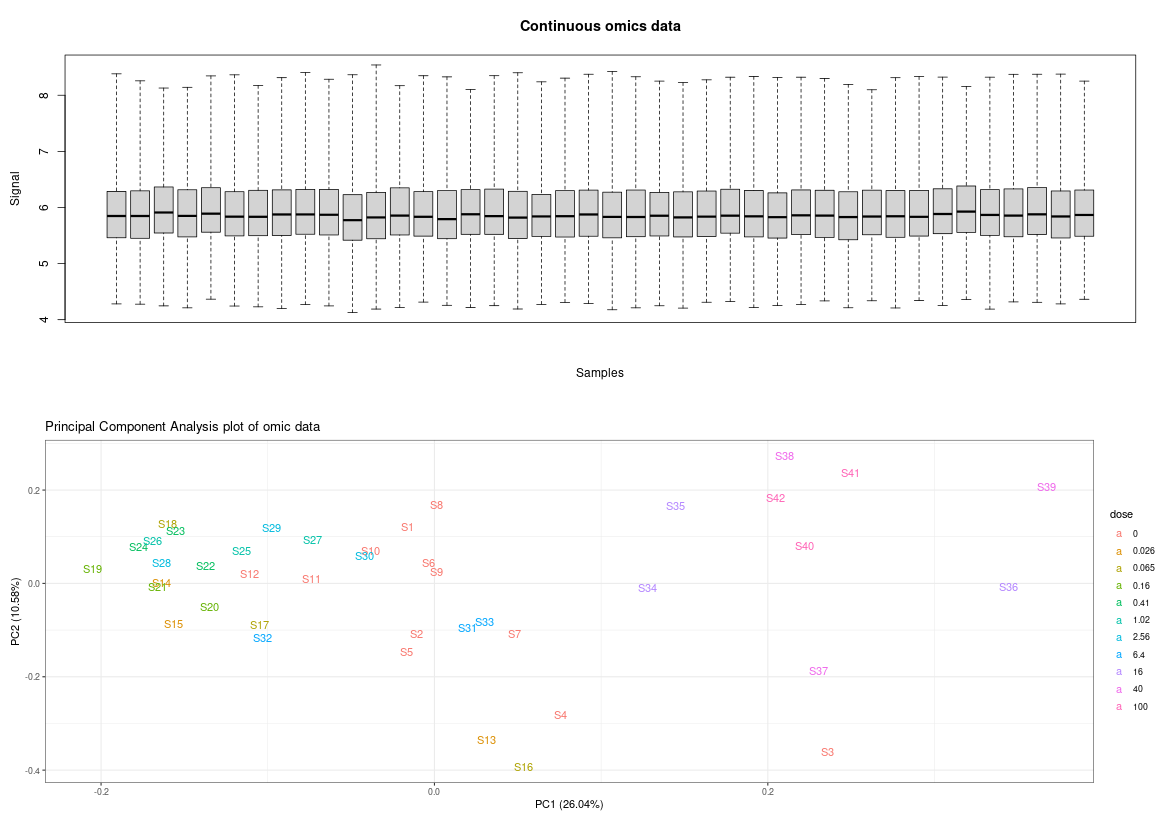 Continuous omics data
Signal
8
7
6
5
4
Samples
Principal Component Analysis plot of omic data
PC2 (10.58%)
0.2
0.0
-0.2
-0.4
S38
S41
S39
S42
S35
S8
S18
S1
S29
S23
S27
S26
S24
S40
S25
S10
S30
S28
S6
S22
S19
S9
S12
S11
S14
S21
S34
S36
S20
S33
S15
S17
S31
S32
S2
S7
S5
S37
S4
S13
S3
S16
-0.2
0.0
0.2
PC1 (26.04%)
dose
a 0
a 0.026
a 0.065
a 0.16
a 0.41
a 1.02
a 2.56
a 6.4
a 16
a 40
a 100